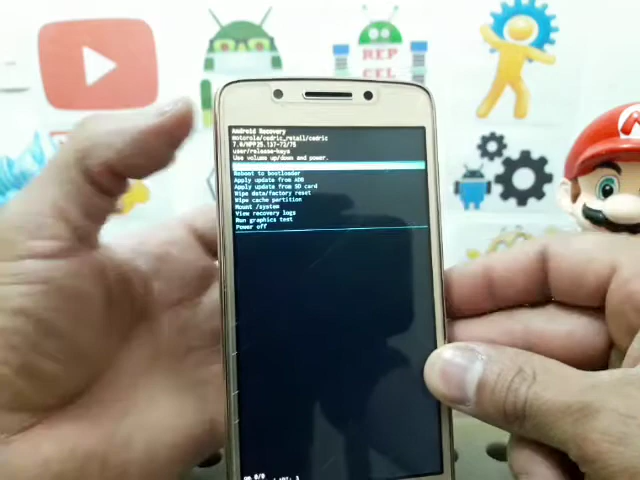 REP
CEL
Android Recovery
motorola/cedric_retail/cedric
7.0/NPP25.137-72/75
user/release-keys
Use volume up/down and power.
Reboot to bootloader
Apply update from ADB
Apply update from SD card
Wipe data/factory reset
Wipe cache partition
Mount /system
View recovery logs
Run graphics test
Power off
M